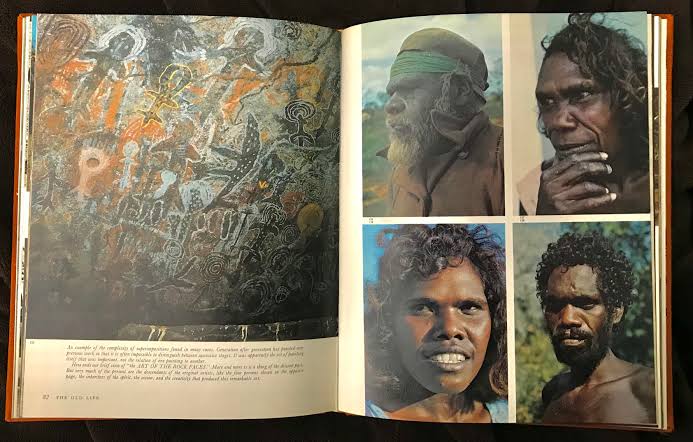 An example of the complexity of superimpositions found in many caves. Generation after generation has painted over
previous work so that it is often impossible to distinguish between successive stages. It was apparently the act of painting
itself that was important, not the relation of one painting to another.
Here ends our brief view of "the ART OF THE ROCK FACES". More and more it is a thing of the distant past.
But very much of the present are the descendants of the original artists, like the four persons shown on the opposite
page, the inheritors of the spirit, the ocean, and the creativity that produced this remarkable art.
82 THE OLD LIFE